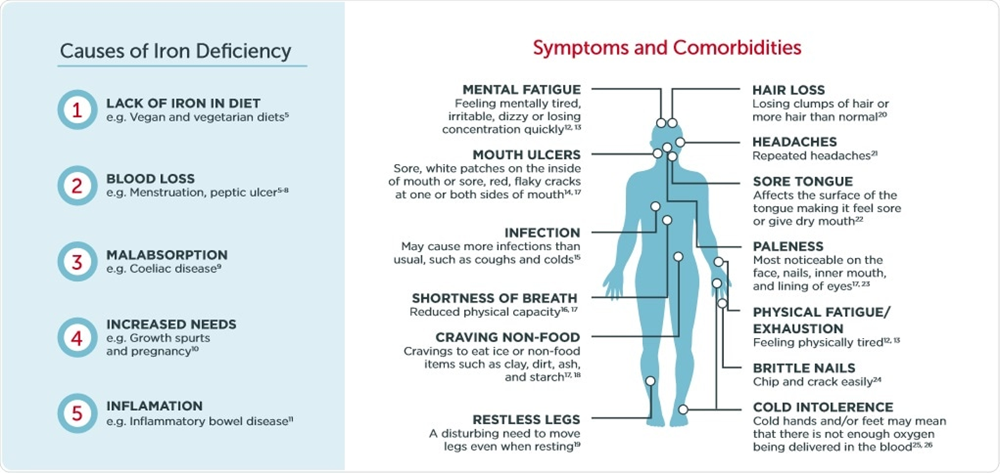 Causes of Iron Deficiency
1
LACK OF IRON IN DIET
e.g. Vegan and vegetarian diets⁵
2
BLOOD LOSS
e.g. Menstruation, peptic ulcer⁵⁻⁸
3
MALABSORPTION
e.g. Coeliac disease⁹
4
INCREASED NEEDS
e.g. Growth spurts
and pregnancy¹⁰
5
INFLAMATION
e.g. Inflammatory bowel disease¹¹
Symptoms and Comorbidities
MENTAL FATIGUE
Feeling mentally tired,
irritable, dizzy or losing
concentration quickly¹², ¹³
MOUTH ULCERS
Sore, white patches on the inside
of mouth or sore, red, flaky cracks
at one or both sides of mouth¹⁴, ¹⁷
INFECTION
May cause more infections than
usual, such as coughs and colds¹⁵
SHORTNESS OF BREATH
Reduced physical capacity¹⁶, ¹⁷
CRAVING NON-FOOD
Cravings to eat ice or non-food
items such as clay, dirt, ash,
and starch¹⁷, ¹⁸
RESTLESS LEGS
A disturbing need to move
legs even when resting¹⁹
HAIR LOSS
Losing clumps of hair or
more hair than normal²⁰
HEADACHES
Repeated headaches²¹
SORE TONGUE
Affects the surface of the
tongue making it feel sore
or give dry mouth²²
PALENESS
Most noticeable on the
face, nails, inner mouth,
and lining of eyes¹⁷, ²³
PHYSICAL FATIGUE/
EXHAUSTION
Feeling physically tired¹², ¹³
BRITTLE NAILS
Chip and crack easily²⁴
COLD INTOLERENCE
Cold hands and/or feet may mean
that there is not enough oxygen
being delivered in the blood²⁵, ²⁶